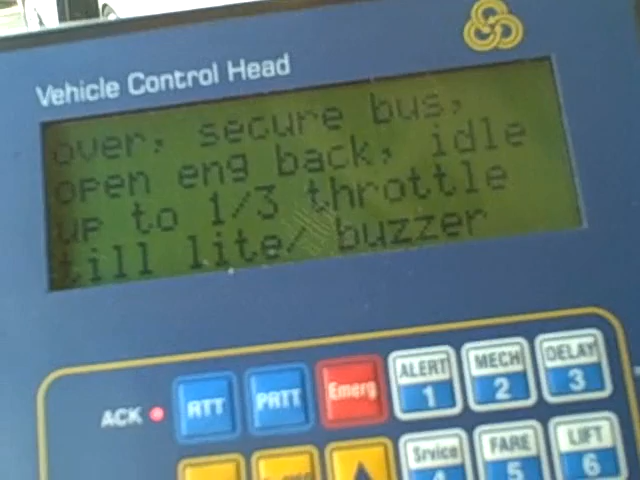 Vehicle Control Head
over, secure bus,
open eng back, idle
up to 1/3 throttle
till lite/ buzzer
ACK
RTT
PRTT
Emerg
ALERT
1
MECH
2
DELAY
3
Srvice
4
FARE
5
LIFT
6